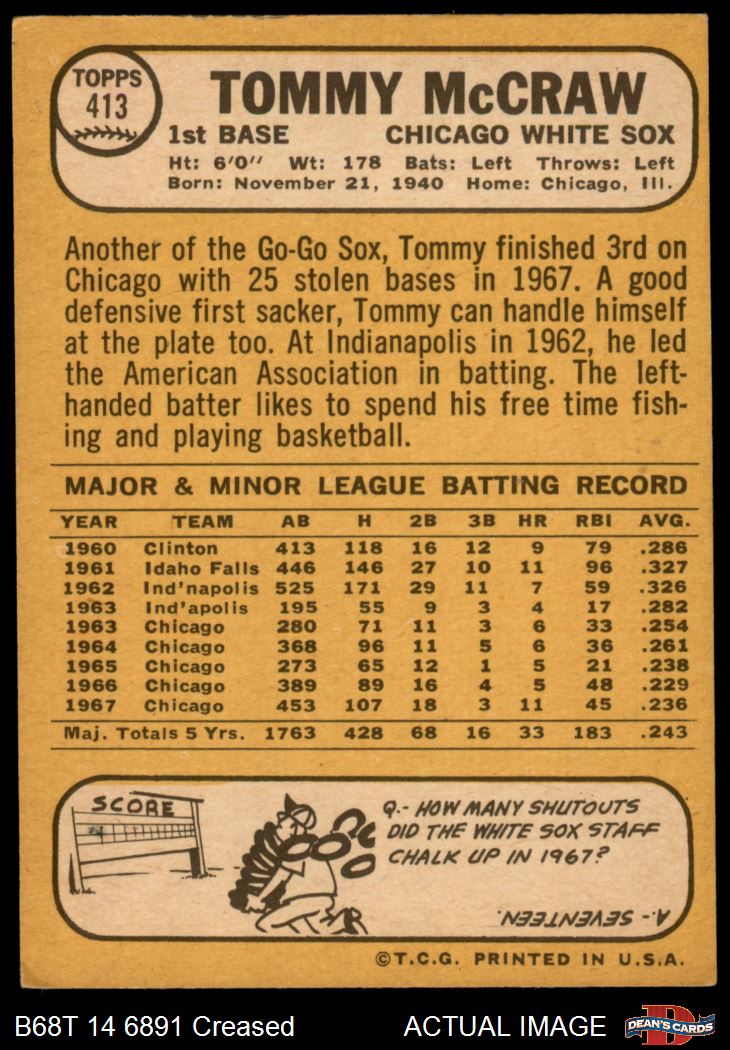 TOPPS
413
TOMMY McCRAW
1st BASE CHICAGO WHITE SOX
Ht: 6'0" Wt: 178 Bats: Left Throws: Left
Born: November 21, 1940 Home: Chicago, Ill.
Another of the Go-Go Sox, Tommy finished 3rd on
Chicago with 25 stolen bases in 1967. A good
defensive first sacker, Tommy can handle himself
at the plate too. At Indianapolis in 1962, he led
the American Association in batting. The left-
handed batter likes to spend his free time fish-
ing and playing basketball.
MAJOR & MINOR LEAGUE BATTING RECORD
YEAR TEAM AB H 2B 3B HR RBI AVG.
1960 Clinton 413 118 16 12 9 79 .286
1961 Idaho Falls 446 146 27 10 11 96 .327
1962 Ind'napolis 525 171 29 11 7 59 .326
1963 Ind'apolis 195 55 9 3 4 17 .282
1963 Chicago 280 71 11 3 6 33 .254
1964 Chicago 368 96 11 5 6 36 .261
1965 Chicago 273 65 12 1 5 21 .238
1966 Chicago 389 89 16 4 5 48 .229
1967 Chicago 453 107 18 3 11 45 .236
Maj. Totals 5 Yrs. 1763 428 68 16 33 183 .243
SCORE
Q.- HOW MANY SHUTOUTS
DID THE WHITE SOX STAFF
CHALK UP IN 1967?
A.- SEVENTEEN.
©T.C.G. PRINTED IN U.S.A.
B68T 14 6891 Creased ACTUAL IMAGE
D
DEAN'S CARDS